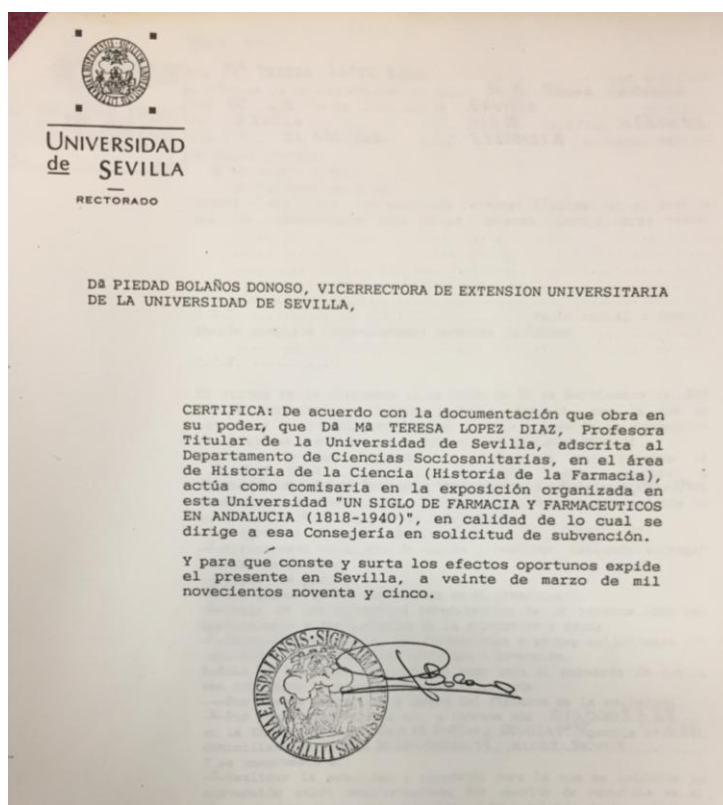 UNIVERSIDAD
de SEVILLA
RECTORADO
Dª PIEDAD BOLAÑOS DONOSO, VICERRECTORA DE EXTENSION UNIVERSITARIA
DE LA UNIVERSIDAD DE SEVILLA,
CERTIFICA: De acuerdo con la documentación que obra en
su poder, que Dª Mª TERESA LOPEZ DIAZ, Profesora
Titular de la Universidad de Sevilla, adscrita al
Departamento de Ciencias Sociosanitarias, en el área
de Historia de la Ciencia (Historia de la Farmacia),
actúa como comisaria en la exposición organizada en
esta Universidad "UN SIGLO DE FARMACIA Y FARMACEUTICOS
EN ANDALUCIA (1818-1940)", en calidad de lo cual se
dirige a esa Consejería en solicitud de subvención.
Y para que conste y surta los efectos oportunos expide
el presente en Sevilla, a veinte de marzo de mil
novecientos noventa y cinco.
SIGILLUM UNIVERSITATIS LITTERARIÆ HISPALENSIS